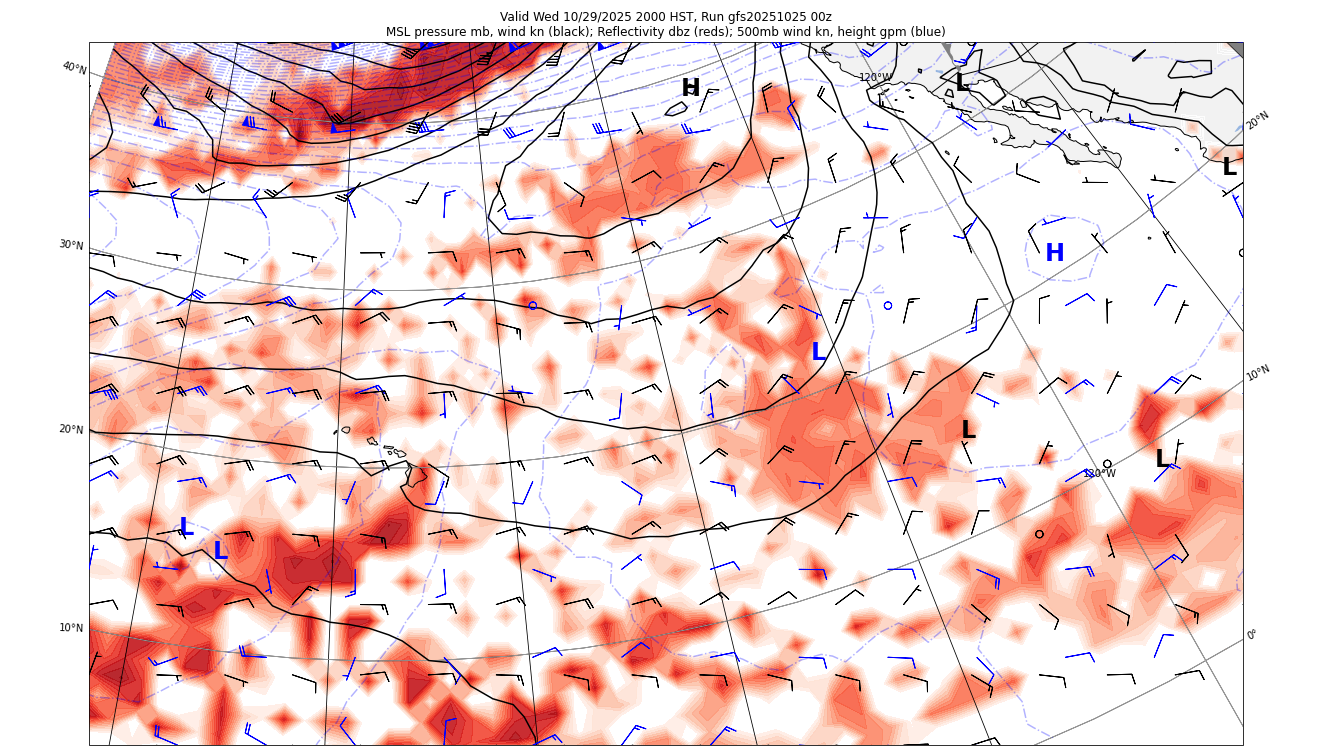 Valid Wed 10/29/2025 2000 HST, Run gfs20251025 00z
MSL pressure mb, wind kn (black); Reflectivity dbz (reds); 500mb wind kn, height gpm (blue)
40°N
120°W
L
H
20°N
L
30°N
H
L
10°N
20°N
L
L
120°W
L
L
10°N
0°